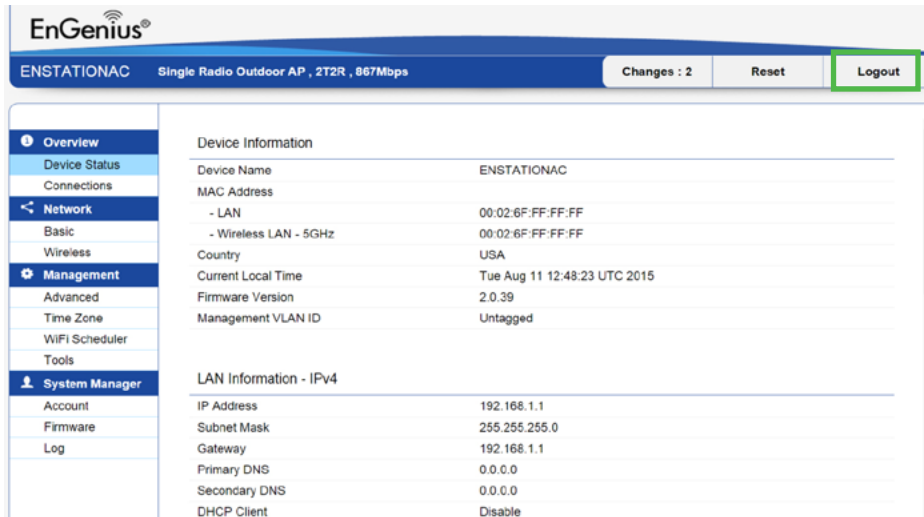 EnGenius®
ENSTATIONAC Single Radio Outdoor AP , 2T2R , 867Mbps Changes : 2 Reset Logout
Overview
Device Status
Connections
Network
Basic
Wireless
Management
Advanced
Time Zone
WiFi Scheduler
Tools
System Manager
Account
Firmware
Log
Device Information
Device Name ENSTATIONAC
MAC Address
- LAN 00:02:6F:FF:FF:FF
- Wireless LAN - 5GHz 00:02:6F:FF:FF:FF
Country USA
Current Local Time Tue Aug 11 12:48:23 UTC 2015
Firmware Version 2.0.39
Management VLAN ID Untagged
LAN Information - IPv4
IP Address 192.168.1.1
Subnet Mask 255.255.255.0
Gateway 192.168.1.1
Primary DNS 0.0.0.0
Secondary DNS 0.0.0.0
DHCP Client Disable